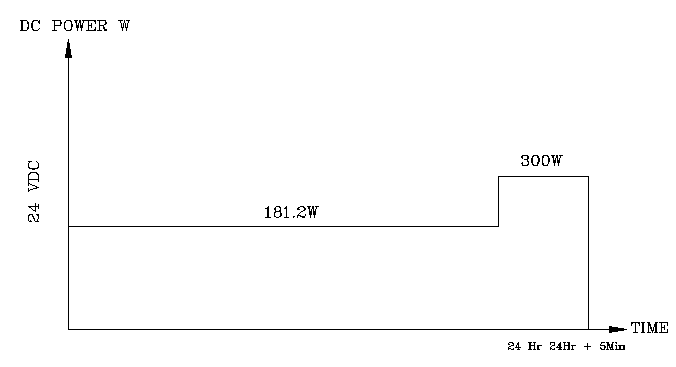 DC POWER W
300W
24 VDC
181.2W
TIME
24 Hr 24Hr + 5Min